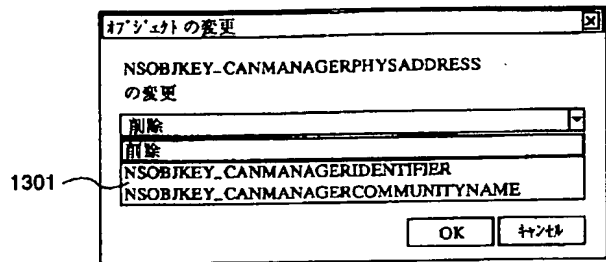 オブジェクトの変更
NSOBJKEY_CANMANAGERPHYSADDRESS
の変更
削除
削除
NSOBJKEY_CANMANAGERIDENTIFIER
NSOBJKEY_CANMANAGERCOMMUNITYNAME
1301
OK キャンセル